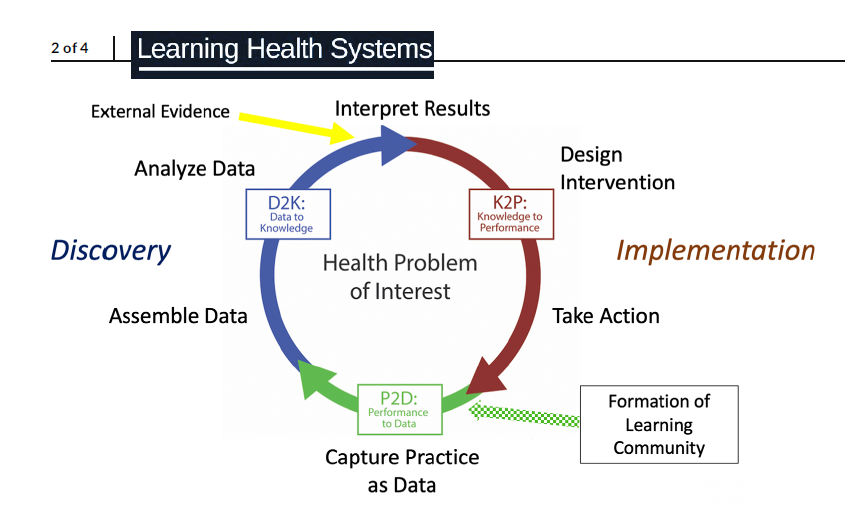 2 of 4
Learning Health Systems
External Evidence
Interpret Results
Analyze Data
Design
Intervention
D2K:
Data to
Knowledge
K2P:
Knowledge to
Performance
Discovery
Health Problem
of Interest
Implementation
Assemble Data
Take Action
P2D:
Performance
to Data
Formation of
Learning
Community
Capture Practice
as Data